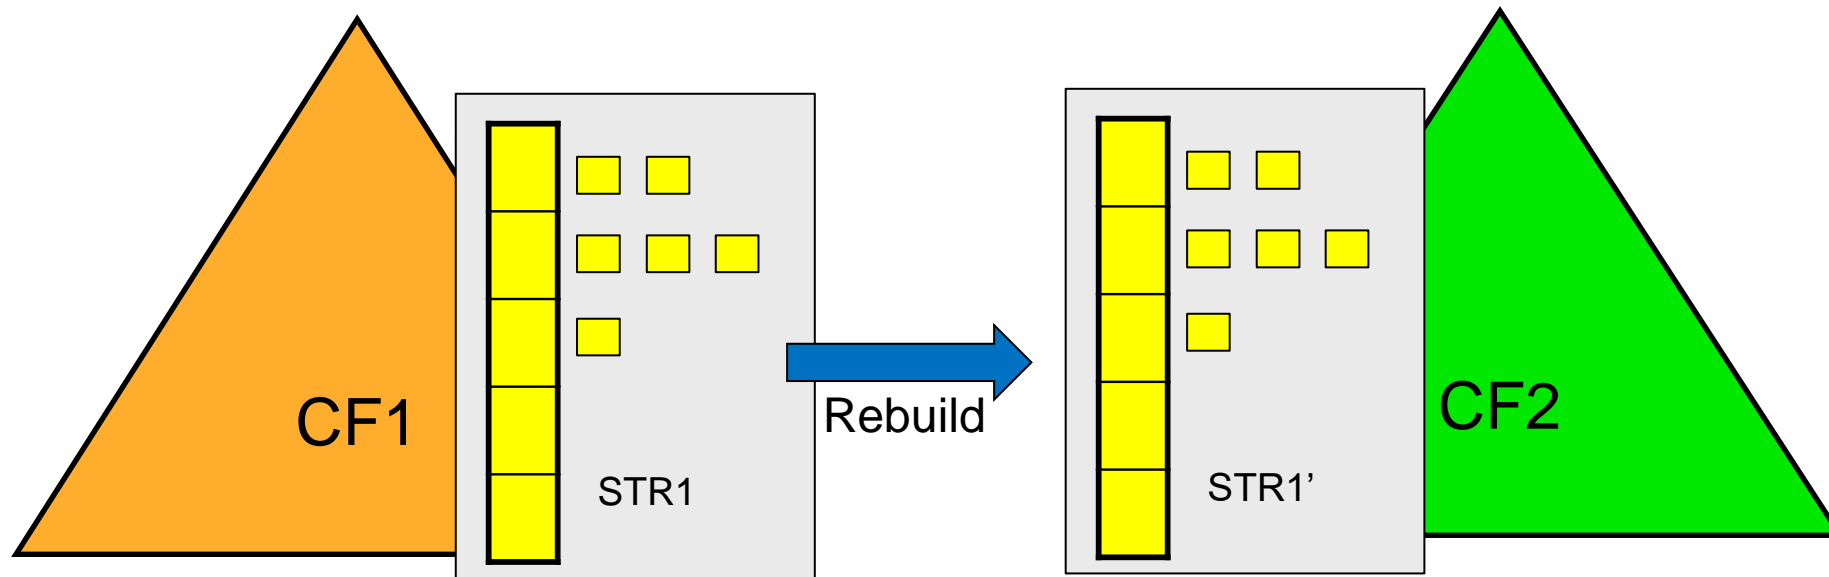 CF1
STR1
Rebuild
STR1’
CF2